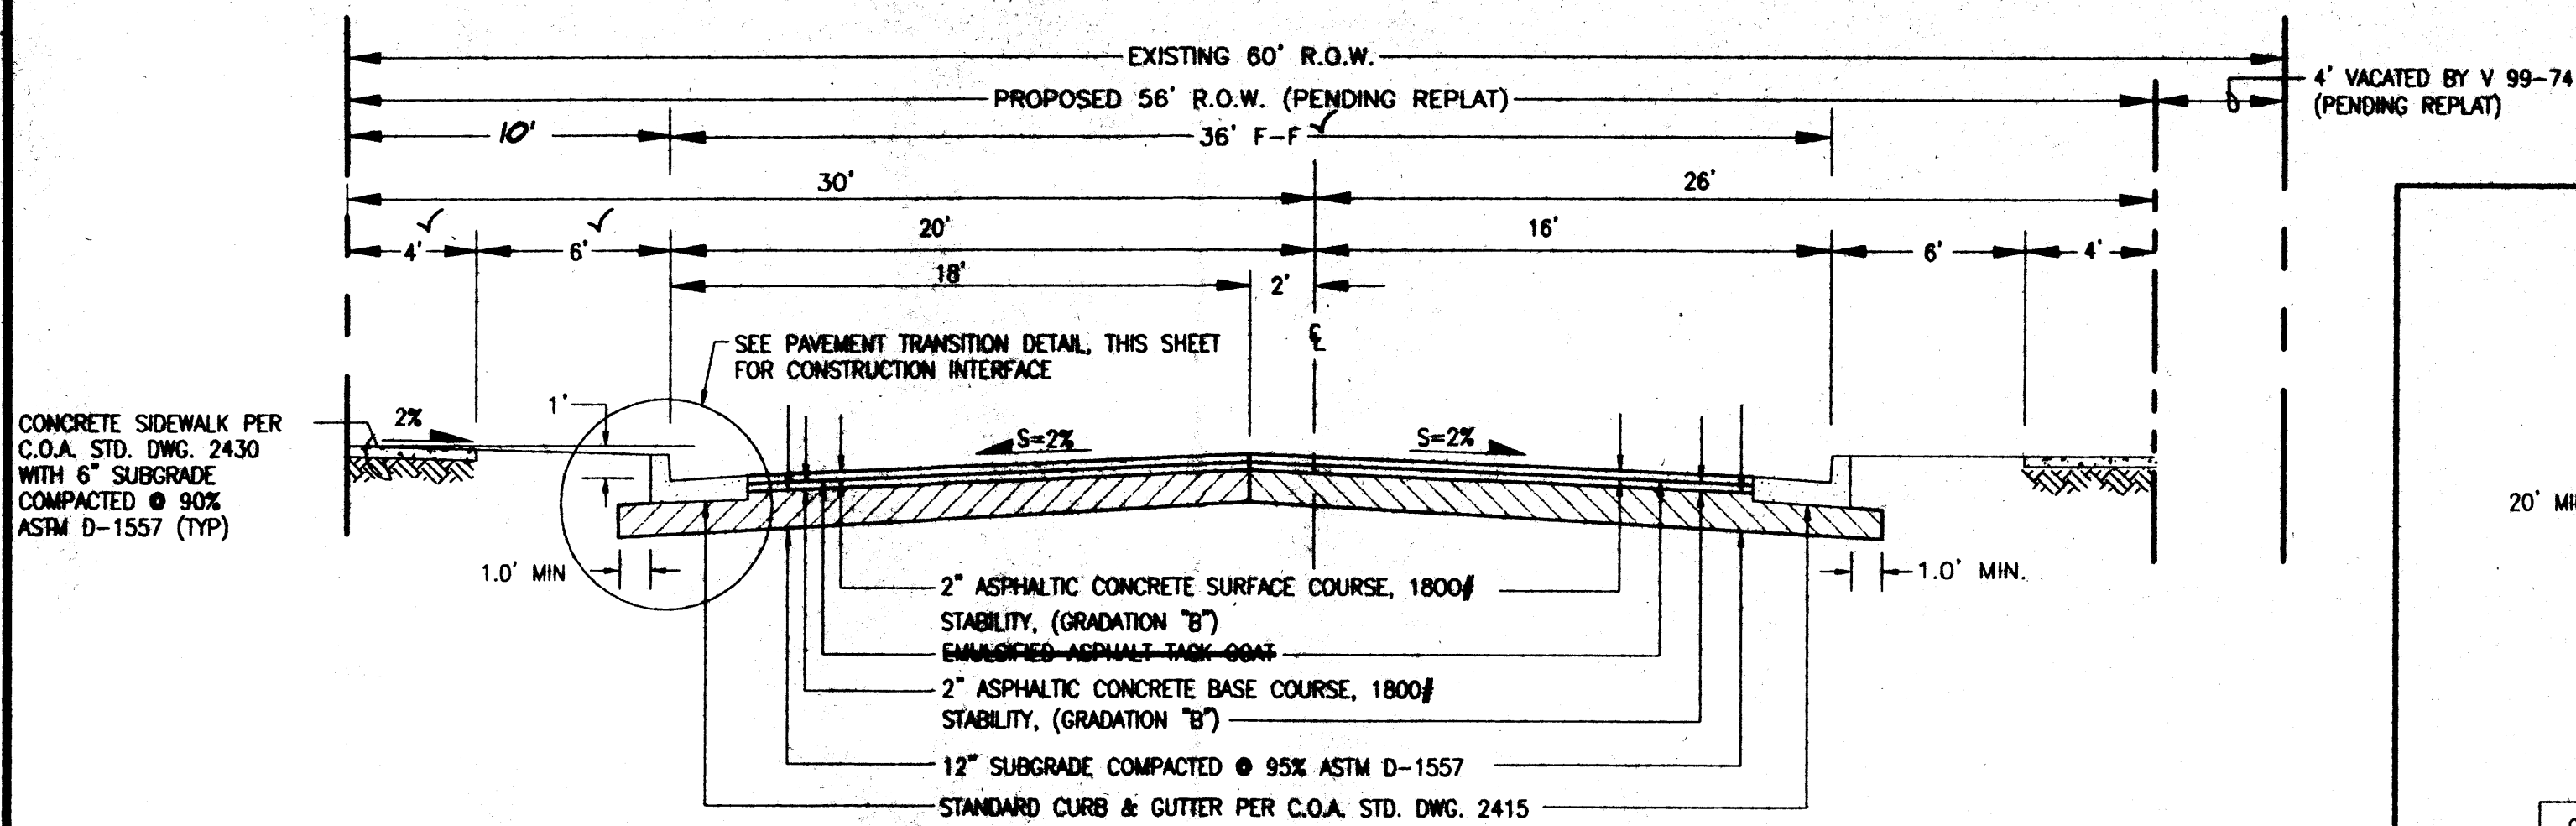 EXISTING 60' R.O.W.
4' VACATED BY V 99-74
(PENDING REPLAT)
PROPOSED 56' R.O.W. (PENDING REPLAT)
10'
36' F-F
30'
26'
20'
16'
4'
6'
6'
4'
18'
2'
SEE PAVEMENT TRANSITION DETAIL, THIS SHEET
FOR CONSTRUCTION INTERFACE
CONCRETE SIDEWALK PER
C.O.A. STD. DWG. 2430
WITH 6" SUBGRADE
COMPACTED @ 90%
ASTM D-1557 (TYP)
2%
1'
S=2%
S=2%
20'
1.0' MIN
1.0' MIN.
2" ASPHALTIC CONCRETE SURFACE COURSE, 1800#
STABILITY, (GRADATION "B")
EMULSIFIED ASPHALT TACK COAT
2" ASPHALTIC CONCRETE BASE COURSE, 1800#
STABILITY, (GRADATION "B")
12" SUBGRADE COMPACTED @ 95% ASTM D-1557
STANDARD CURB & GUTTER PER C.O.A. STD. DWG. 2415